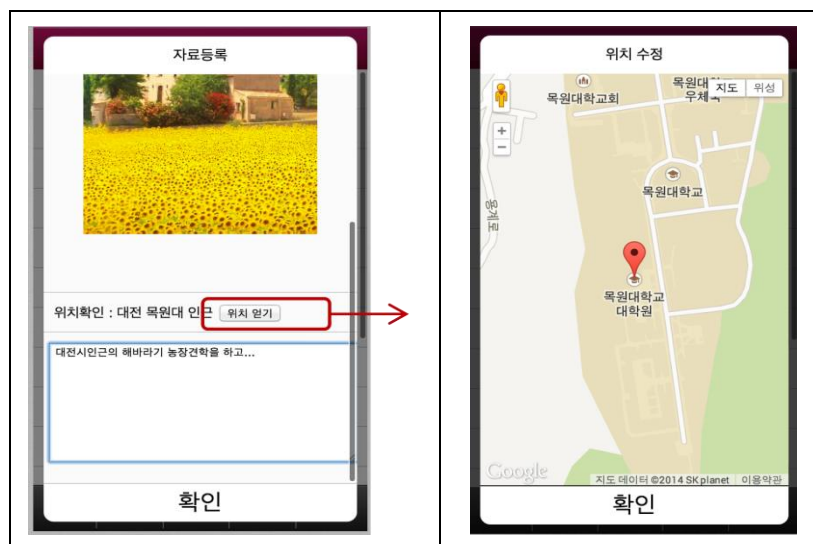 자료등록
위치확인 : 대전 목원대 인근
위치 얻기
대전시인근의 해바라기 농장견학을 하고...
확인
위치 수정
목원대학교회
목원대학교
우체국
지도
위성
목원대학교
용계로
목원대학교
대학원
Google
지도 데이터 ©2014 SK planet
이용약관
확인